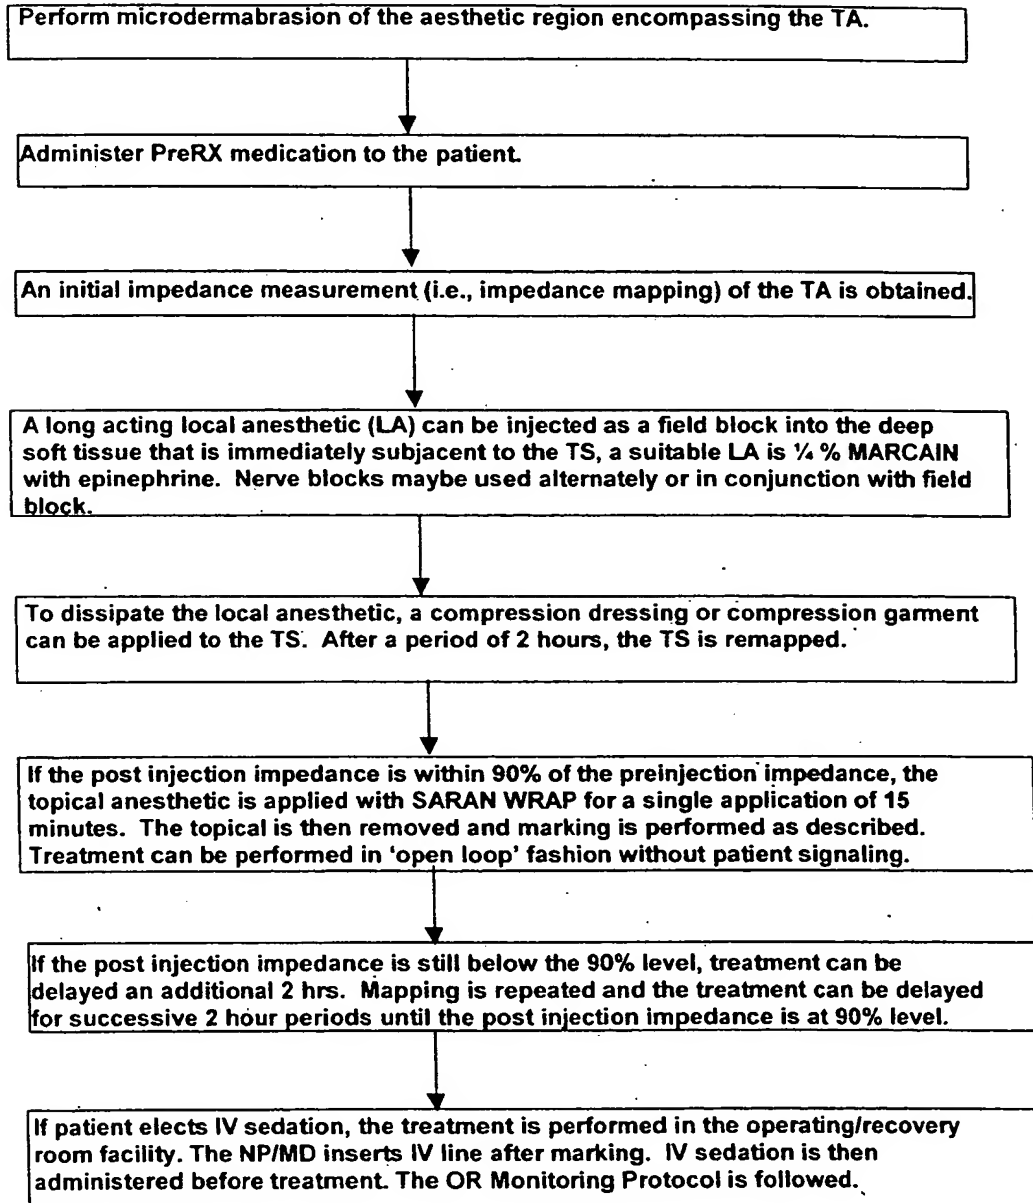 Perform microdermabrasion of the aesthetic region encompassing the TA.
Administer PreRX medication to the patient.
An initial impedance measurement (i.e., impedance mapping) of the TA is obtained.
A long acting local anesthetic (LA) can be injected as a field block into the deep
soft tissue that is immediately subjacent to the TS, a suitable LA is ¼ % MARCAIN
with epinephrine. Nerve blocks maybe used alternately or in conjunction with field
block.
To dissipate the local anesthetic, a compression dressing or compression garment
can be applied to the TS. After a period of 2 hours, the TS is remapped.
If the post injection impedance is within 90% of the preinjection impedance, the
topical anesthetic is applied with SARAN WRAP for a single application of 15
minutes. The topical is then removed and marking is performed as described.
Treatment can be performed in 'open loop' fashion without patient signaling.
If the post injection impedance is still below the 90% level, treatment can be
delayed an additional 2 hrs. Mapping is repeated and the treatment can be delayed
for successive 2 hour periods until the post injection impedance is at 90% level.
If patient elects IV sedation, the treatment is performed in the operating/recovery
room facility. The NP/MD inserts IV line after marking. IV sedation is then
administered before treatment. The OR Monitoring Protocol is followed.